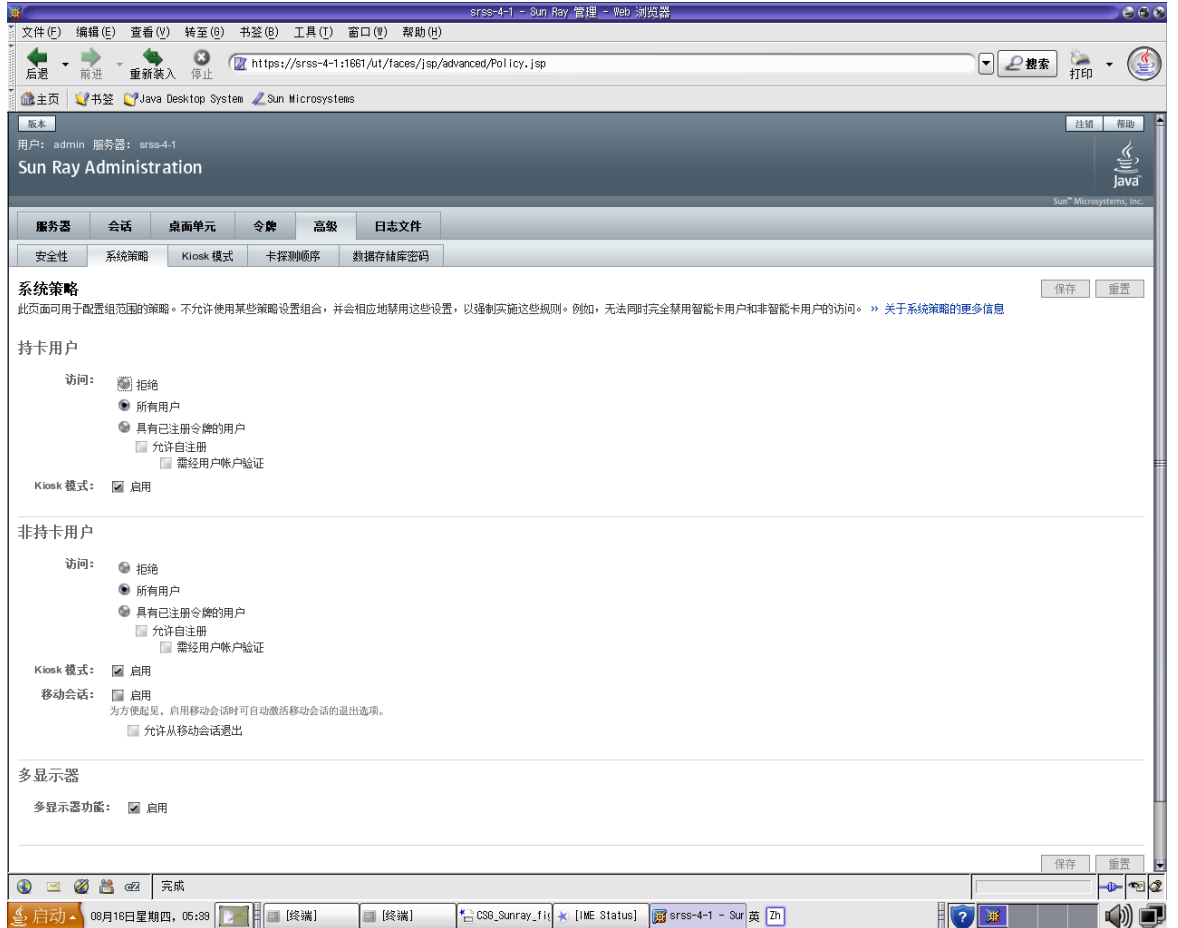 srss-4-1 - Sun Ray 管理 - Web 浏览器
文件(F) 编辑(E) 查看(V) 转至(G) 书签(B) 工具(T) 窗口(W) 帮助(H)
后退 前进 重新装入 停止 https://srss-4-1:1661/ut/faces/jsp/advanced/Policy.jsp 搜索 打印
主页 书签 Java Desktop System Sun Microsystems
版本 注销 帮助
用户: admin 服务器: srss-4-1
Sun Ray Administration
Java™
Sun™ Microsystems, Inc.
服务器 会话 桌面单元 令牌 高级 日志文件
安全性 系统策略 Kiosk 模式 卡探测顺序 数据存储库密码
系统策略 保存 重置
此页面可用于配置组范围的策略。不允许使用某些策略设置组合，并会相应地禁用这些设置，以强制实施这些规则。例如，无法同时完全禁用智能卡用户和非智能卡用户的访问。 » 关于系统策略的更多信息
持卡用户
访问: 拒绝
所有用户
具有已注册令牌的用户
允许自注册
需经用户帐户验证
Kiosk 模式: 启用
非持卡用户
访问: 拒绝
所有用户
具有已注册令牌的用户
允许自注册
需经用户帐户验证
Kiosk 模式: 启用
移动会话: 启用
为方便起见，启用移动会话时可自动激活移动会话的退出选项。
允许从移动会话退出
多显示器
多显示器功能: 启用
保存 重置
完成
启动 08月16日星期四, 05:39 [终端] [终端] CSG_Sunray_fig [IME Status] srss-4-1 - Sur 英 Zh